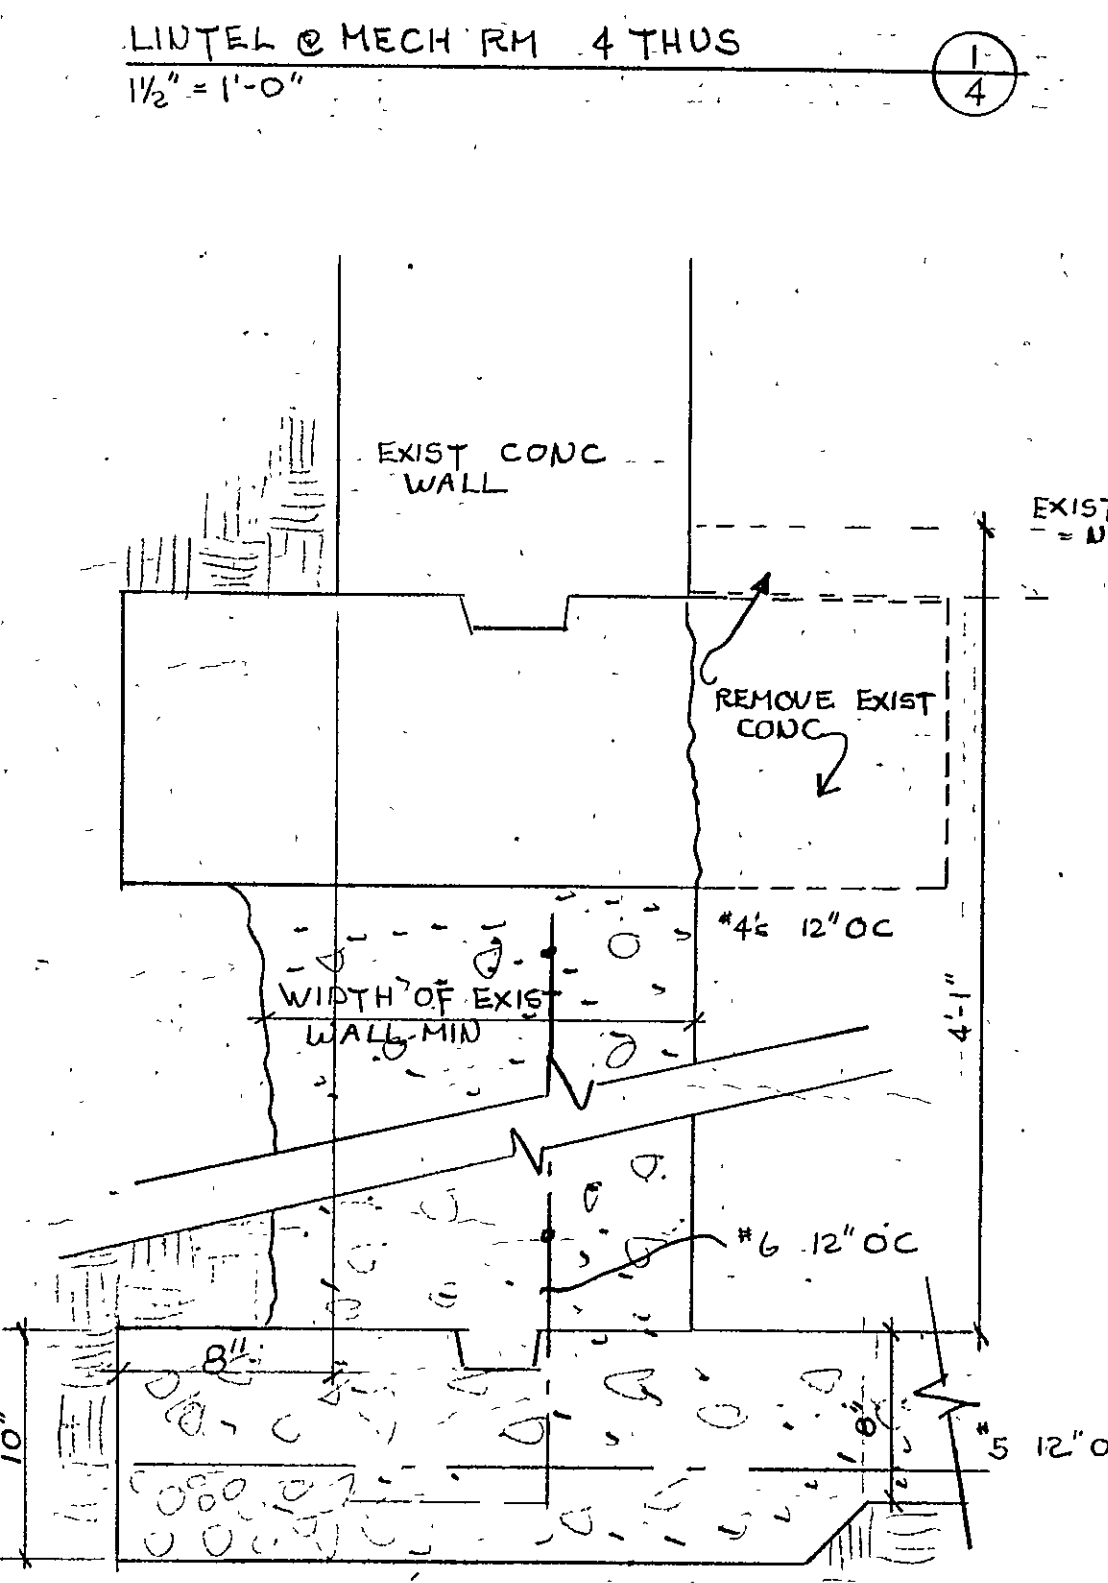 LINTEL @ MECH RM 4 THUS
1
4
1½" = 1'-0"
EXIST CONC
WALL
EXIST
= N
REMOVE EXIST
CONC
#4's 12" OC
WIDTH OF EXIST
WALL MIN
4'-1"
#6 12" OC
8"
10"
8"
#5 12" O